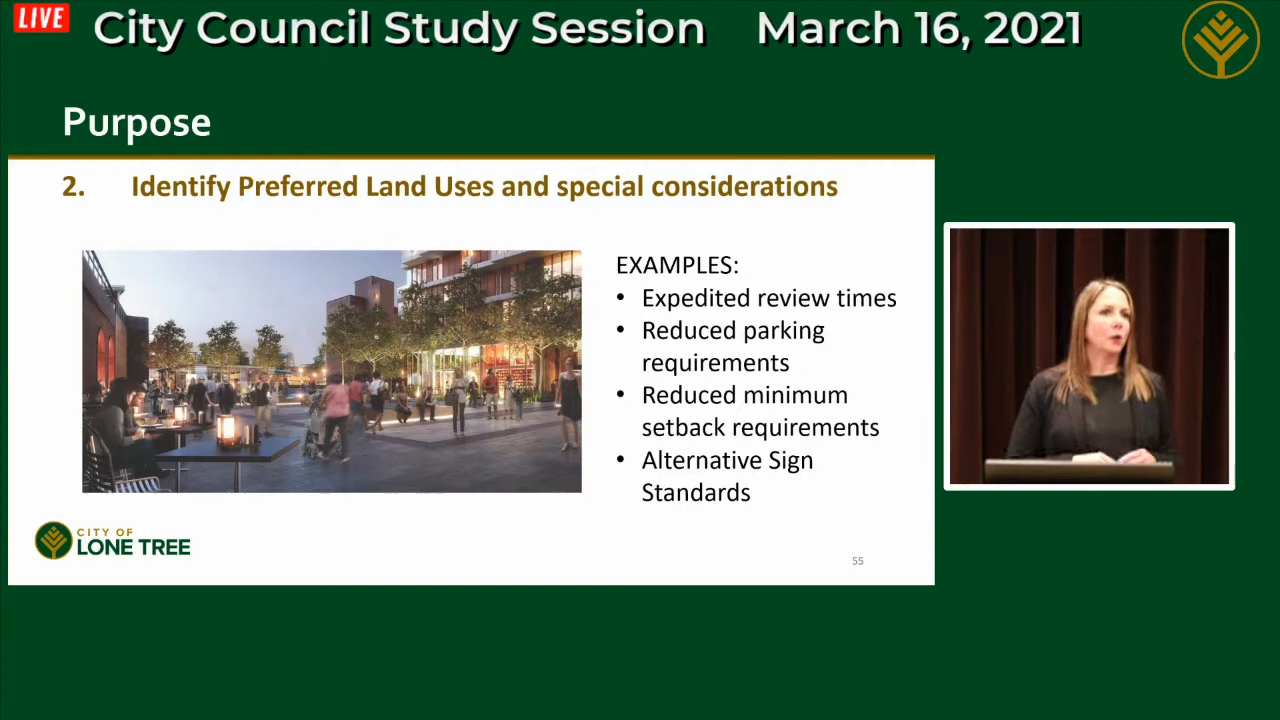 LIVE
City Council Study Session March 16, 2021
Purpose
2. Identify Preferred Land Uses and special considerations
EXAMPLES:
• Expedited review times
• Reduced parking
requirements
• Reduced minimum
setback requirements
• Alternative Sign
Standards
CITY OF
LONE TREE
55